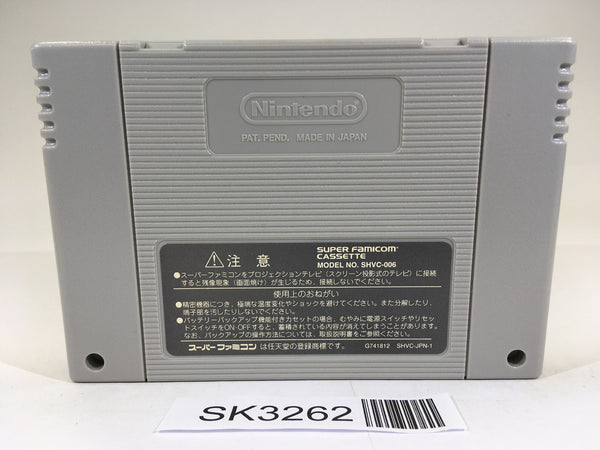 Nintendo
PAT. PEND. MADE IN JAPAN
⚠注意
SUPER FAMICOM
CASSETTE
MODEL NO. SHVC-006
●スーパーファミコンをプロジェクションテレビ(スクリーン投影式のテレビ)に接続
すると残像現象(画面焼け)が生じるため、接続しないでください。
使用上のおねがい
●精密機器につき、極端な温度変化やショックを避けてください。また分解したり、
端子部を汚したりしないでください。
●バッテリーバックアップ機能付きカセットの場合、むやみに電源スイッチやリセッ
トスイッチをON・OFFすると、蓄積されている内容が消えてしまうことがあります。
なお、バックアップの操作方法については、取扱説明書をご参照ください。
スーパーファミコン は任天堂の登録商標です。 G741812 SHVC-JPN-1
SK3262